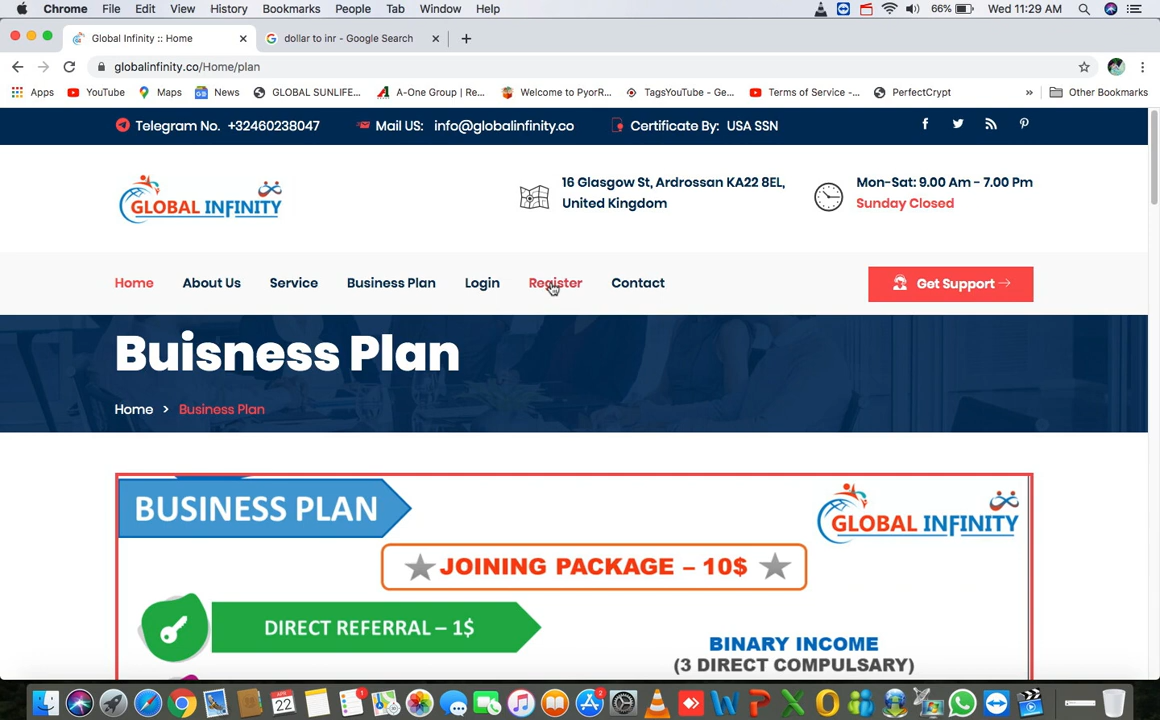 Chrome File Edit View History Bookmarks People Tab Window Help 66% Wed 11:29 AM
Global Infinity :: Home dollar to inr - Google Search
globalinfinity.co/Home/plan
Apps YouTube Maps News GLOBAL SUNLIFE... A-One Group | Re... Welcome to PyorR... TagsYouTube - Ge... Terms of Service -... PerfectCrypt » Other Bookmarks
Telegram No. +32460238047 Mail US: info@globalinfinity.co Certificate By: USA SSN
GLOBAL INFINITY
16 Glasgow St, Ardrossan KA22 8EL,
United Kingdom
Mon-Sat: 9.00 Am - 7.00 Pm
Sunday Closed
Home About Us Service Business Plan Login Register Contact Get Support
Buisness Plan
Home > Business Plan
BUSINESS PLAN
GLOBAL INFINITY
JOINING PACKAGE – 10$
DIRECT REFERRAL – 1$
BINARY INCOME
(3 DIRECT COMPULSARY)